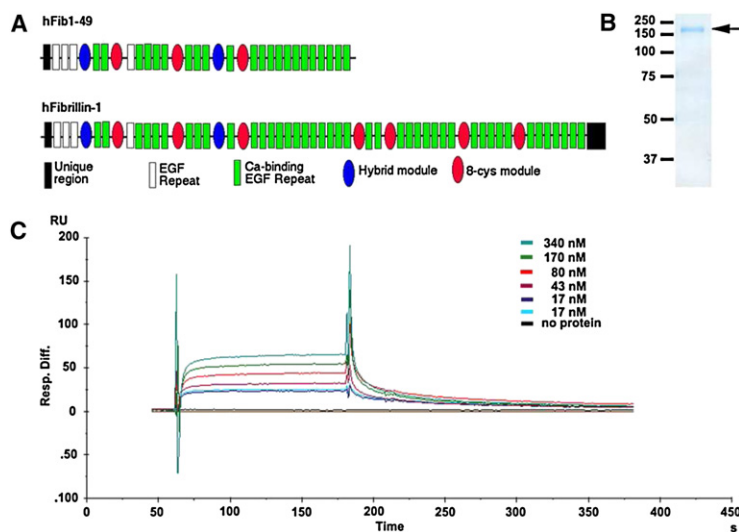 A
hFib1-49
hFibrillin-1
Unique region
EGF Repeat
Ca-binding EGF Repeat
Hybrid module
8-cys module
B
250
150
100
75
50
37
C
RU
200
150
100
50
0
.50
.100
Resp. Diff.
0
50
100
150
200
250
300
350
400
450
Time
s
340 nM
170 nM
80 nM
43 nM
17 nM
17 nM
no protein